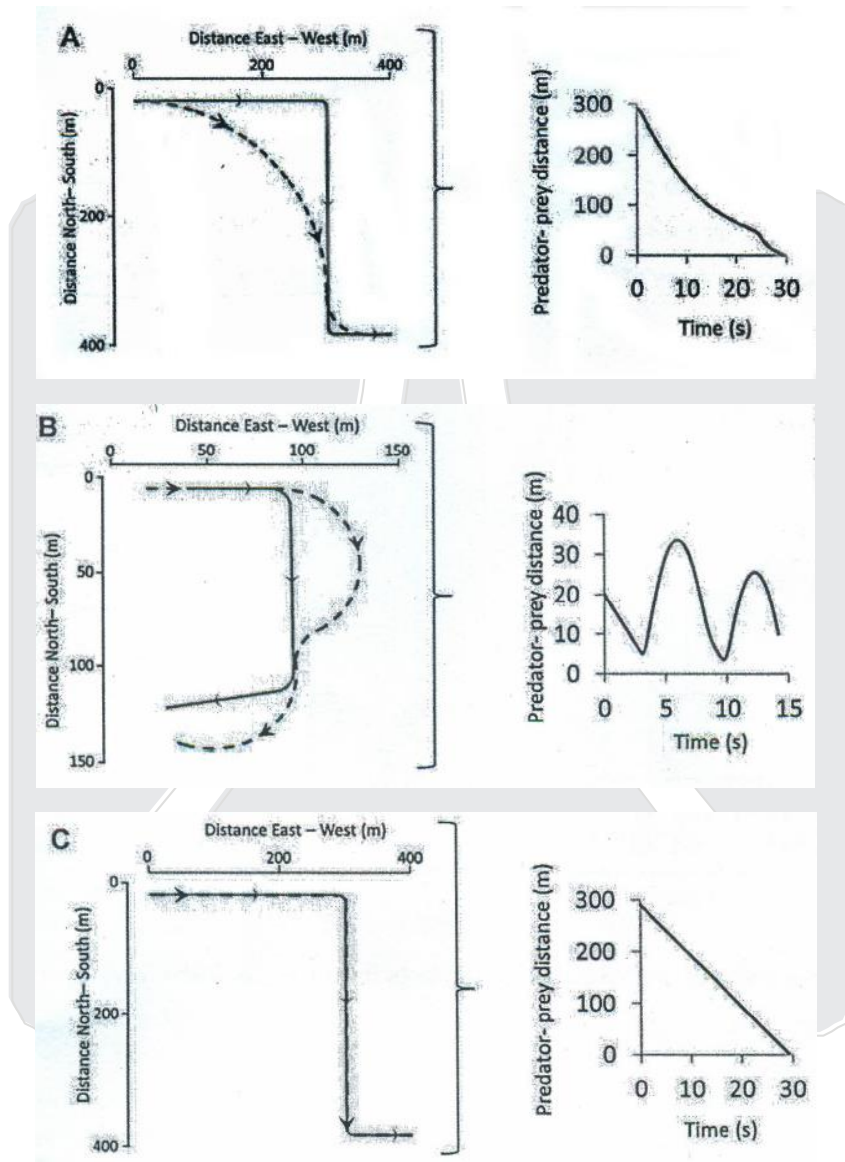 A
Distance East – West (m)
0 200 400
Distance North– South (m)
0
200
400
Predator- prey distance (m)
300
200
100
0
0 10 20 30
Time (s)
B
Distance East – West (m)
0 50 100 150
Distance North– South (m)
0
50
100
150
Predator- prey distance (m)
40
30
20
10
0
0 5 10 15
Time (s)
C
Distance East – West (m)
0 200 400
Distance North– South (m)
0
200
400
Predator- prey distance (m)
300
200
100
0
0 10 20 30
Time (s)